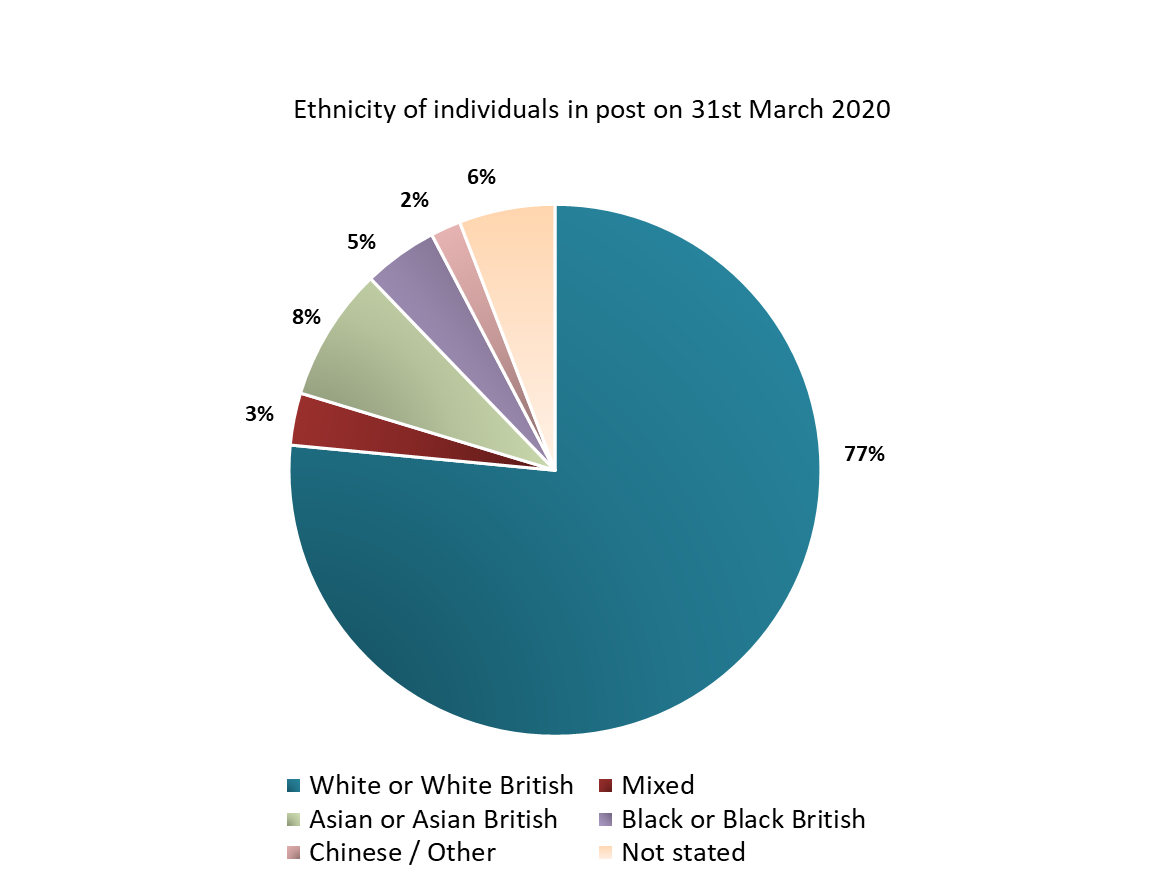 Ethnicity of individuals in post on 31st March 2020
6%
2%
5%
8%
3%
77%
White or White British
Mixed
Asian or Asian British
Black or Black British
Chinese / Other
Not stated